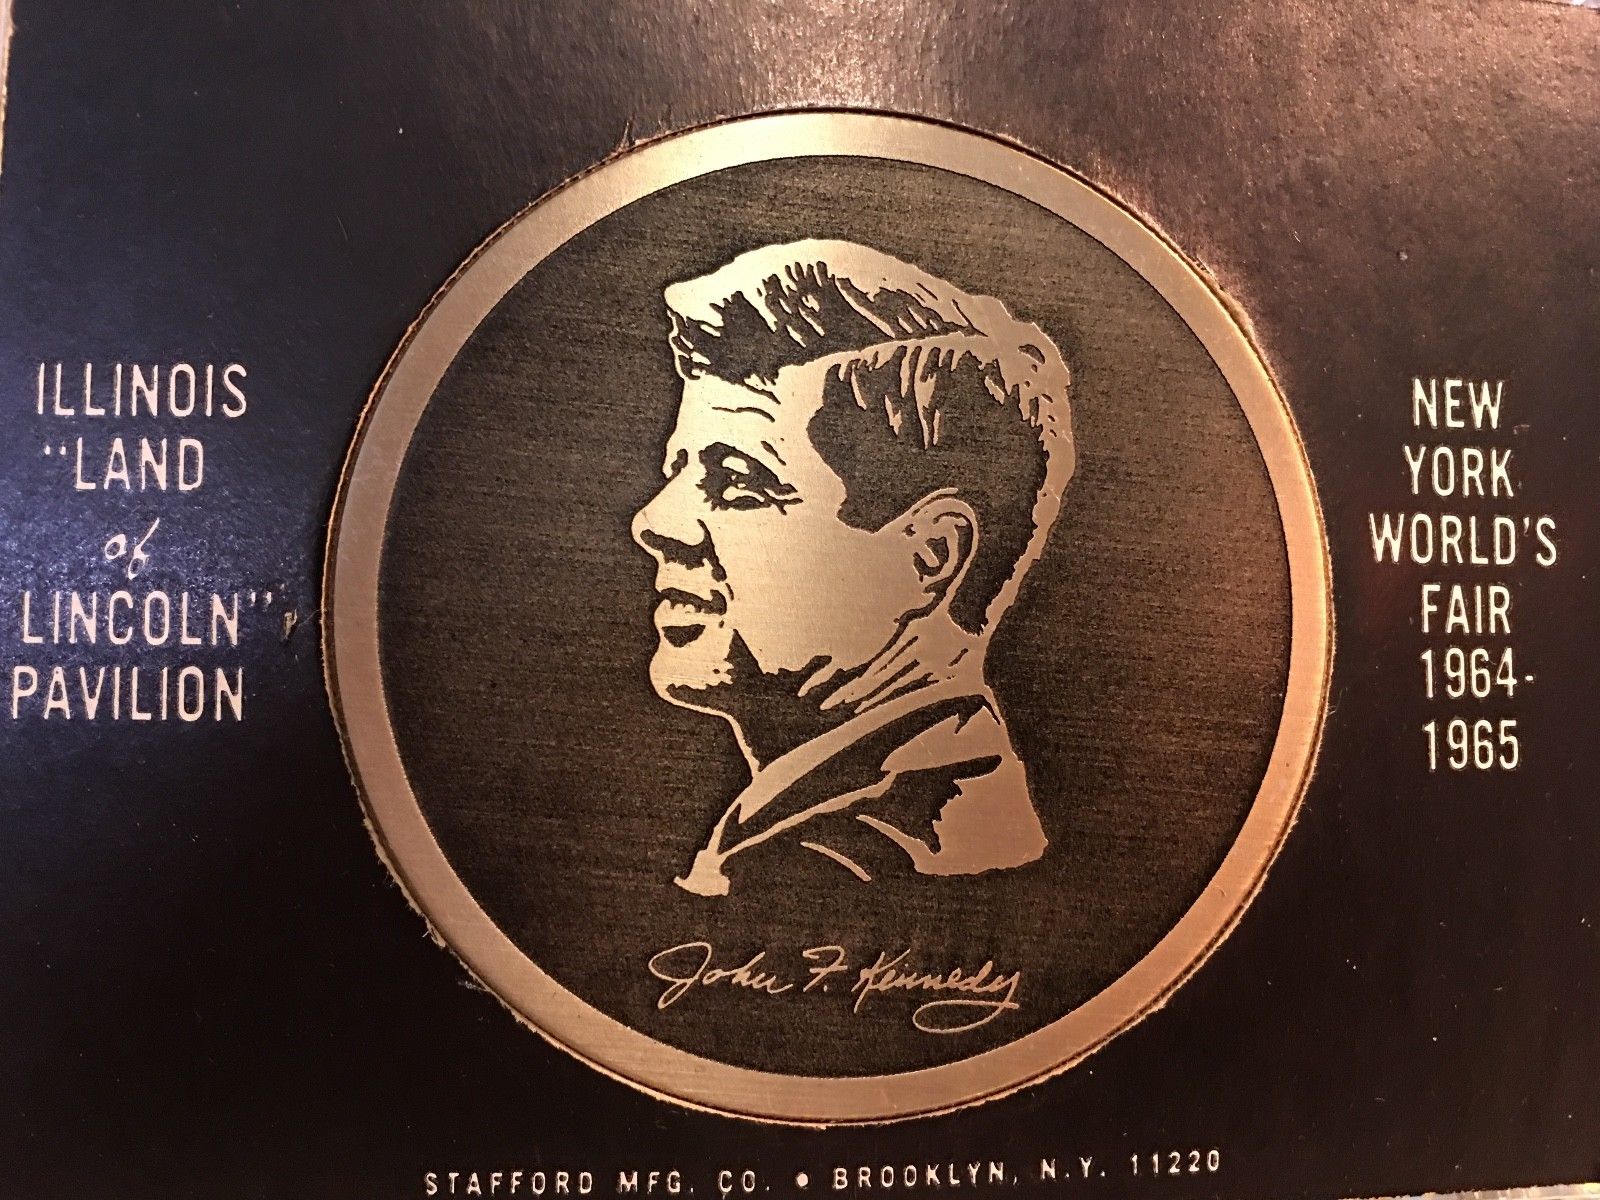 ILLINOIS
"LAND
of
LINCOLN"
PAVILION
John F. Kennedy
NEW
YORK
WORLD'S
FAIR
1964-
1965
STAFFORD MFG. CO. • BROOKLYN, N.Y. 11220